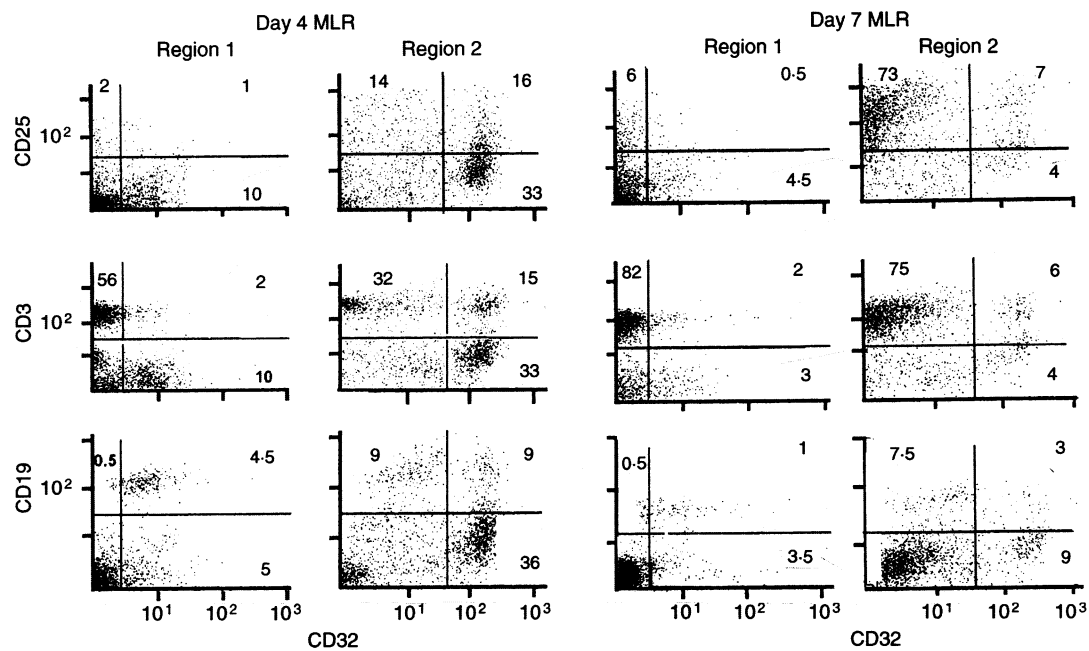 Day 4 MLR
Day 7 MLR
Region 1
Region 2
Region 1
Region 2
CD25
10²
2
1
10
14
16
33
6
0·5
4·5
73
7
4
CD3
10²
56
2
10
32
15
33
82
2
3
75
6
4
CD19
10²
0.5
4·5
5
9
9
36
0·5
1
3·5
7·5
3
9
10¹ 10² 10³
10¹ 10² 10³
10¹ 10² 10³
10¹ 10² 10³
CD32
CD32